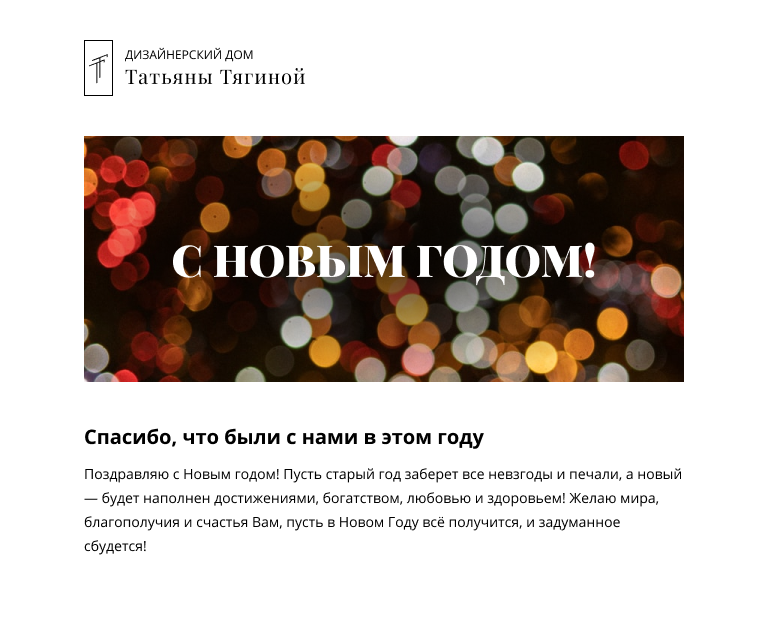 ДИЗАЙНЕРСКИЙ ДОМ
Татьяны Тягиной
С НОВЫМ ГОДОМ!
Спасибо, что были с нами в этом году
Поздравляю с Новым годом! Пусть старый год заберет все невзгоды и печали, а новый
— будет наполнен достижениями, богатством, любовью и здоровьем! Желаю мира,
благополучия и счастья Вам, пусть в Новом Году всё получится, и задуманное
сбудется!